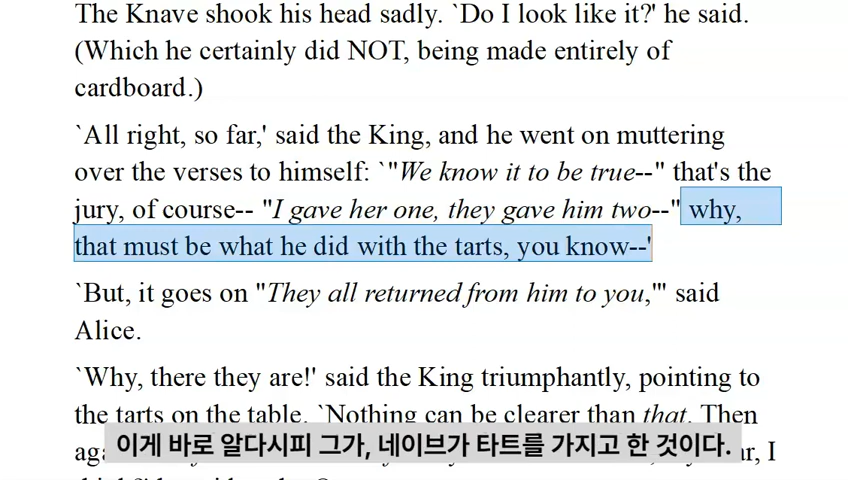 The Knave shook his head sadly. `Do I look like it?' he said.
(Which he certainly did NOT, being made entirely of
cardboard.)
`All right, so far,' said the King, and he went on muttering
over the verses to himself: `"We know it to be true--" that's the
jury, of course-- "I gave her one, they gave him two--" why,
that must be what he did with the tarts, you know--'
`But, it goes on "They all returned from him to you,"' said
Alice.
`Why, there they are!' said the King triumphantly, pointing to
the tarts on the table. `Nothing can be clearer than that. Then
이게 바로 알다시피 그가, 네이브가 타트를 가지고 한 것이다.